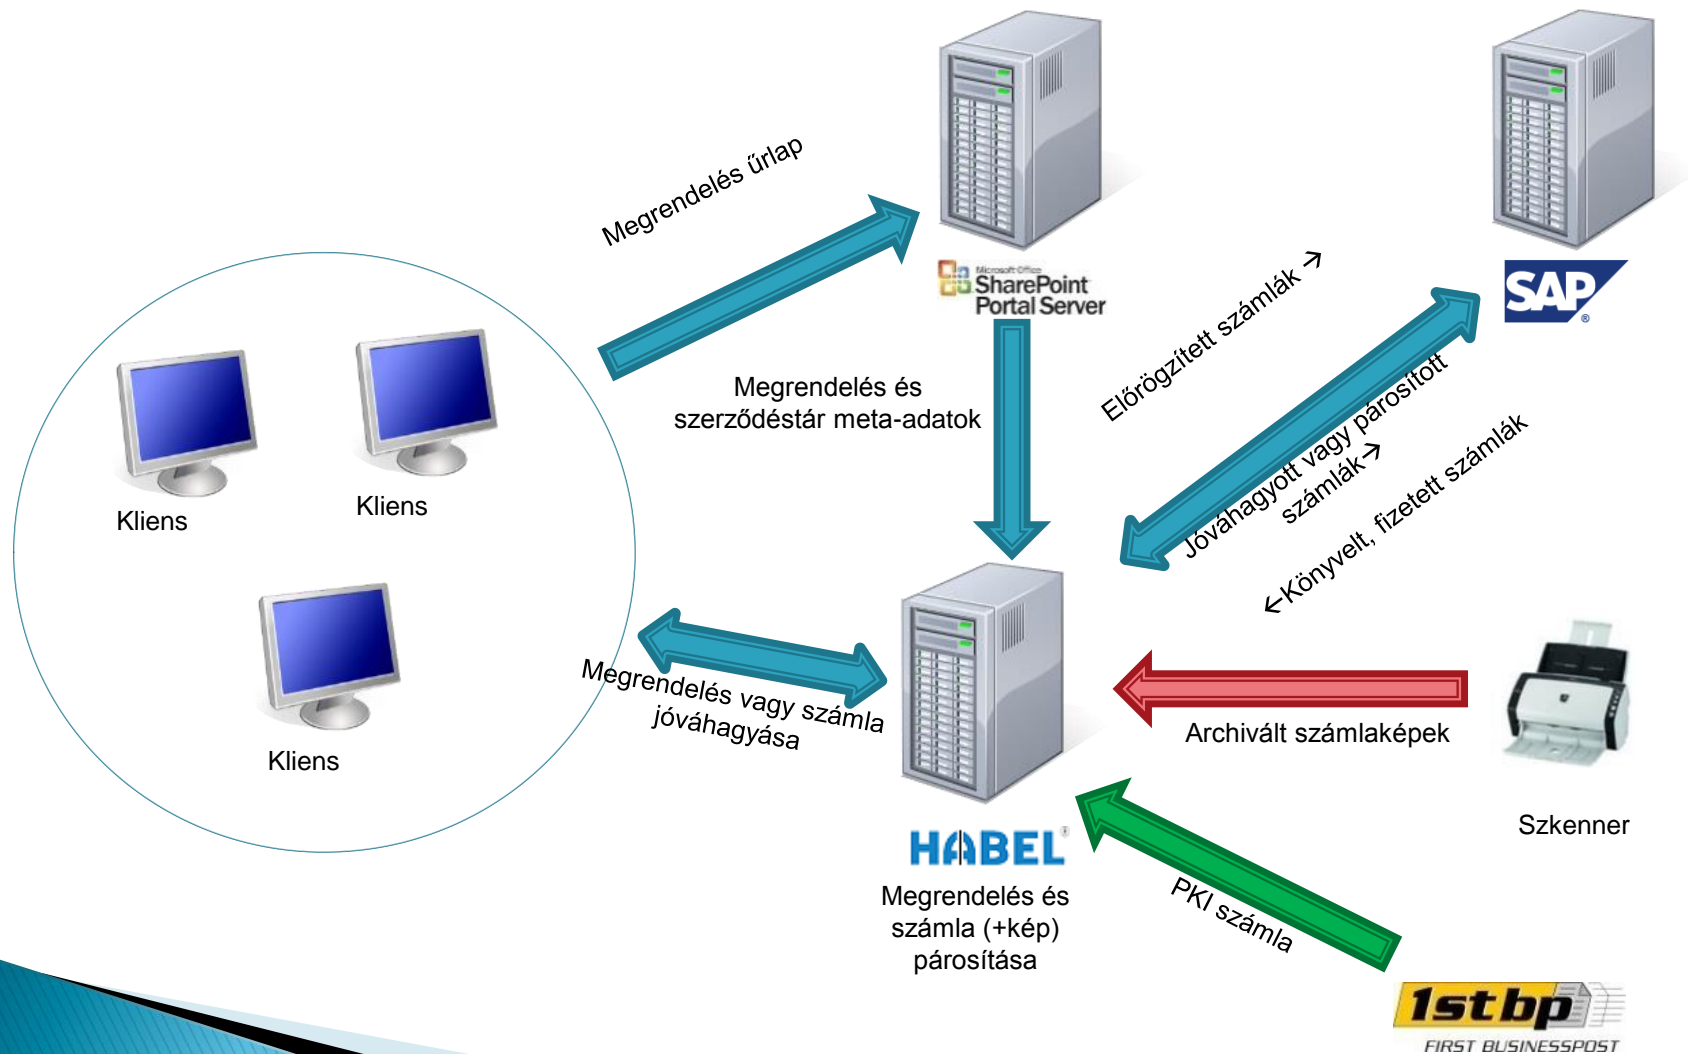 Megrendelés űrlap
Microsoft Office
SharePoint
Portal Server
SAP
®
Előrögzített számlák →
Megrendelés és
szerződéstár meta-adatok
Jóváhagyott vagy párosított
számlák→
←Könyvelt, fizetett számlák
Kliens
Kliens
Kliens
Megrendelés vagy számla
jóváhagyása
Archivált számlaképek
Szkenner
HABEL®
Megrendelés és
számla (+kép)
párosítása
PKI számla
1stbp
FIRST BUSINESSPOST